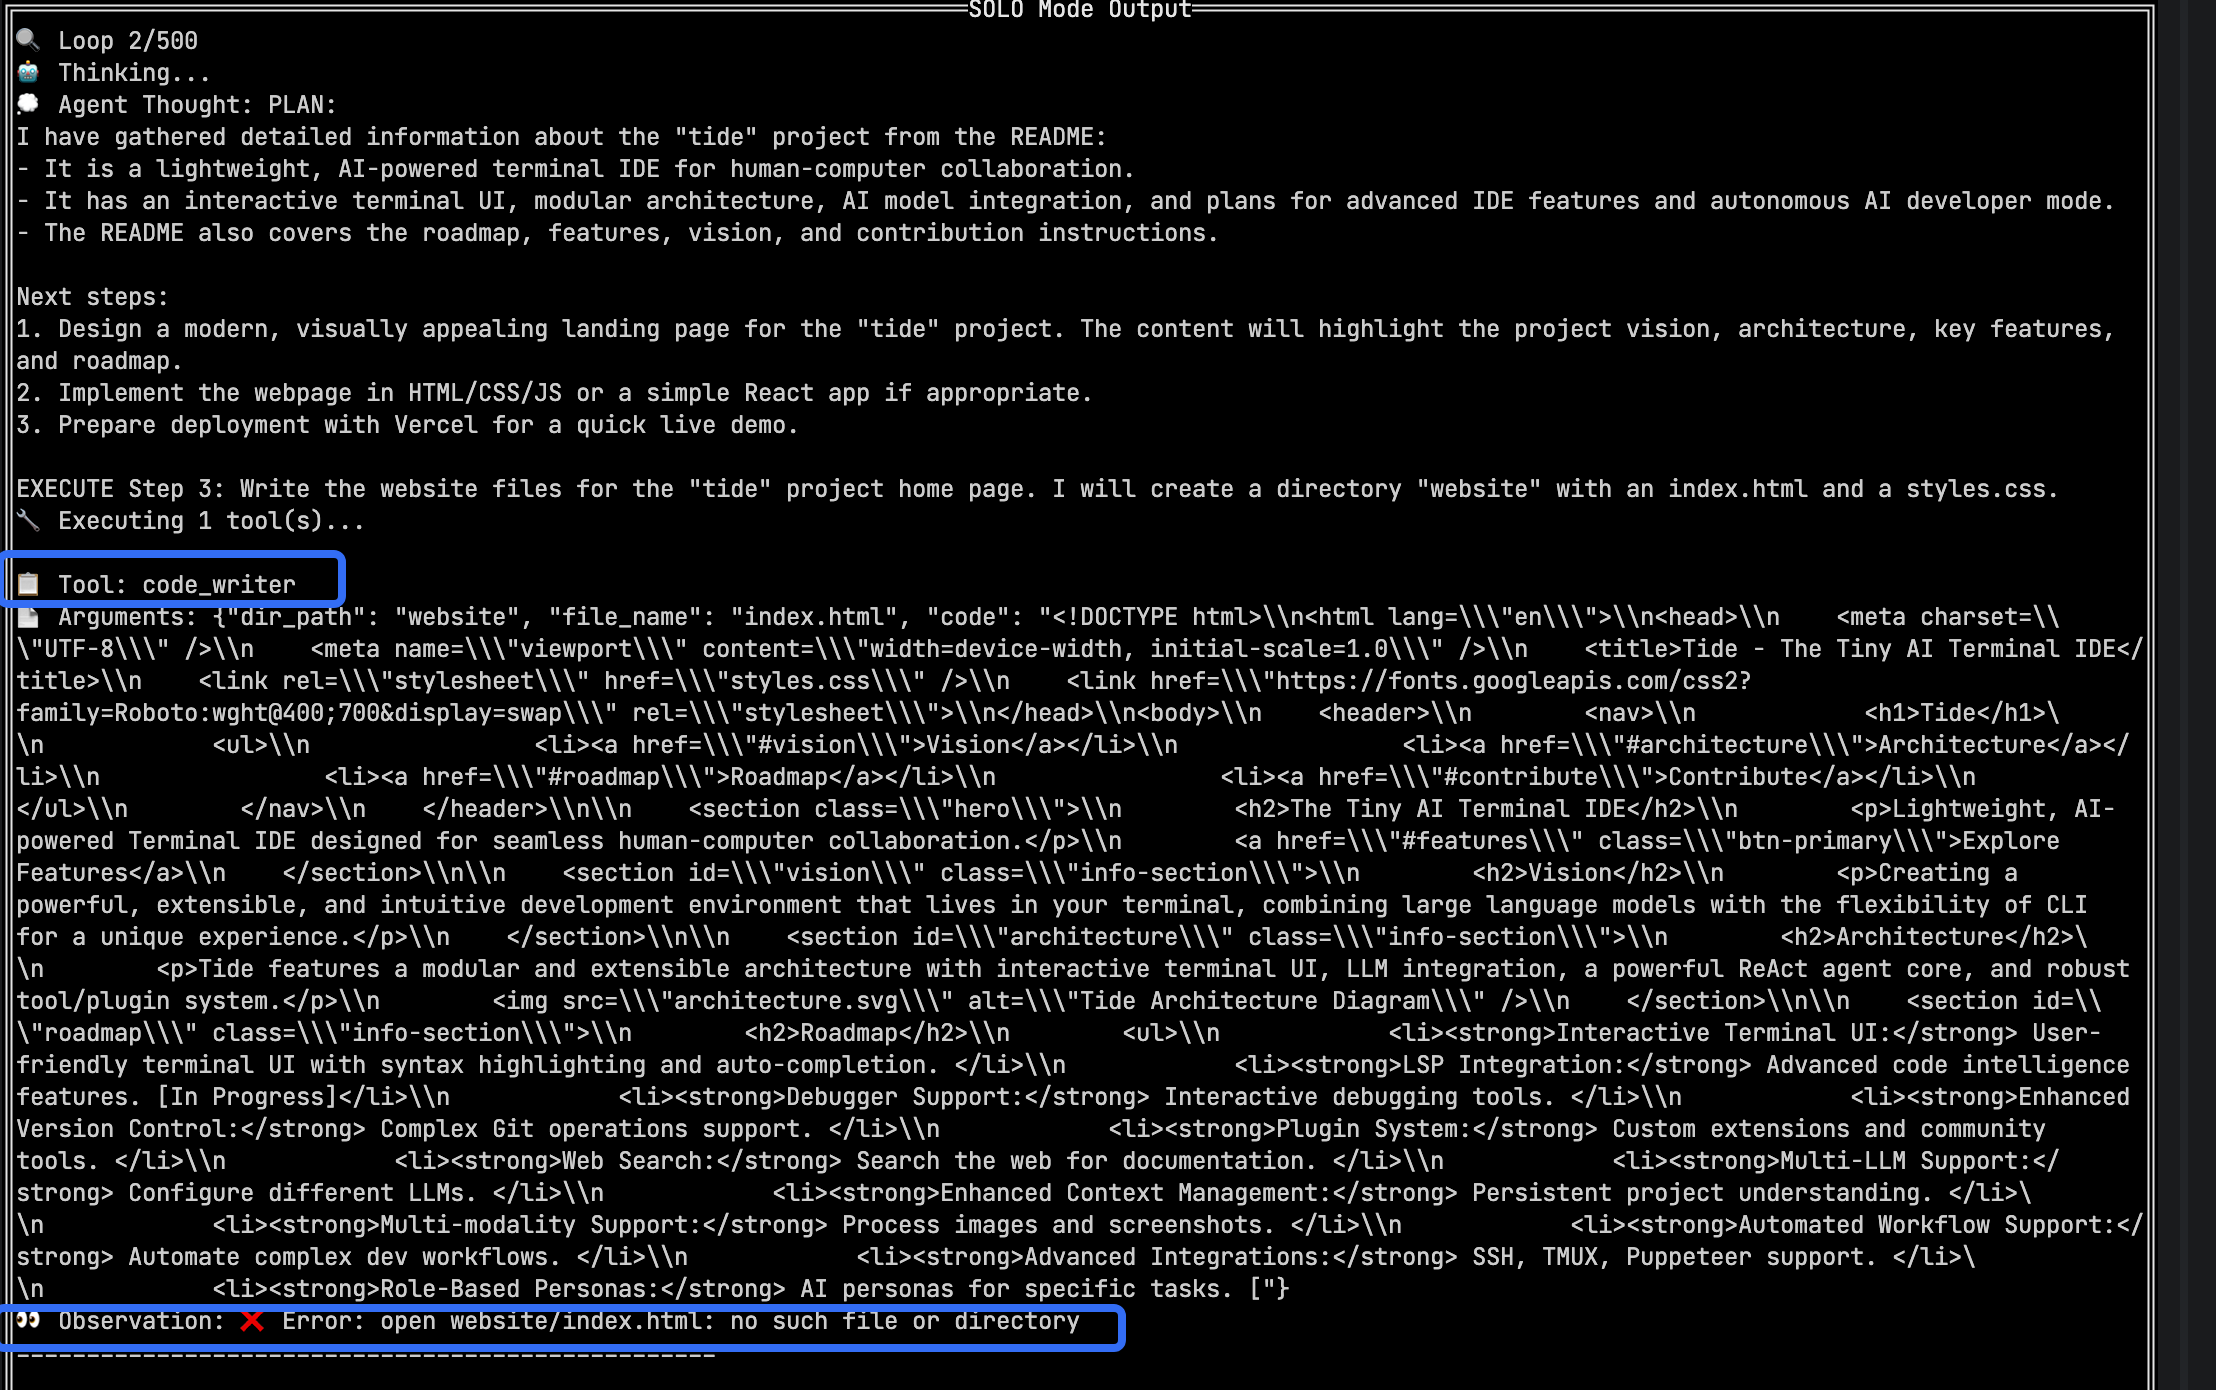 SOLO Mode Output
Loop 2/500
Thinking...
Agent Thought: PLAN:
I have gathered detailed information about the "tide" project from the README:
- It is a lightweight, AI-powered terminal IDE for human-computer collaboration.
- It has an interactive terminal UI, modular architecture, AI model integration, and plans for advanced IDE features and autonomous AI developer mode.
- The README also covers the roadmap, features, vision, and contribution instructions.
Next steps:
1. Design a modern, visually appealing landing page for the "tide" project. The content will highlight the project vision, architecture, key features,
and roadmap.
2. Implement the webpage in HTML/CSS/JS or a simple React app if appropriate.
3. Prepare deployment with Vercel for a quick live demo.
EXECUTE Step 3: Write the website files for the "tide" project home page. I will create a directory "website" with an index.html and a styles.css.
Executing 1 tool(s)...
Tool: code_writer
Arguments: {"dir_path": "website", "file_name": "index.html", "code": "<!DOCTYPE html>\\n<html lang=\\\"en\\\">\\n<head>\\n    <meta charset=\\
\"UTF-8\\\" />\\n    <meta name=\\\"viewport\\\" content=\\\"width=device-width, initial-scale=1.0\\\" />\\n    <title>Tide - The Tiny AI Terminal IDE</
title>\\n    <link rel=\\\"stylesheet\\\" href=\\\"styles.css\\\" />\\n    <link href=\\\"https://fonts.googleapis.com/css2?
family=Roboto:wght@400;700&display=swap\\\" rel=\\\"stylesheet\\\">\\n</head>\\n<body>\\n    <header>\\n        <nav>\\n            <h1>Tide</h1>\
\n            <ul>\\n                <li><a href=\\\"#vision\\\">Vision</a></li>\\n                <li><a href=\\\"#architecture\\\">Architecture</a></
li>\\n                <li><a href=\\\"#roadmap\\\">Roadmap</a></li>\\n                <li><a href=\\\"#contribute\\\">Contribute</a></li>\\n
</ul>\\n        </nav>\\n    </header>\\n\\n    <section class=\\\"hero\\\">\\n        <h2>The Tiny AI Terminal IDE</h2>\\n        <p>Lightweight, AI-
powered Terminal IDE designed for seamless human-computer collaboration.</p>\\n        <a href=\\\"#features\\\" class=\\\"btn-primary\\\">Explore
Features</a>\\n    </section>\\n\\n    <section id=\\\"vision\\\" class=\\\"info-section\\\">\\n        <h2>Vision</h2>\\n        <p>Creating a
powerful, extensible, and intuitive development environment that lives in your terminal, combining large language models with the flexibility of CLI
for a unique experience.</p>\\n    </section>\\n\\n    <section id=\\\"architecture\\\" class=\\\"info-section\\\">\\n        <h2>Architecture</h2>\
\n        <p>Tide features a modular and extensible architecture with interactive terminal UI, LLM integration, a powerful ReAct agent core, and robust
tool/plugin system.</p>\\n        <img src=\\\"architecture.svg\\\" alt=\\\"Tide Architecture Diagram\\\" />\\n    </section>\\n\\n    <section id=\\
\"roadmap\\\" class=\\\"info-section\\\">\\n        <h2>Roadmap</h2>\\n        <ul>\\n            <li><strong>Interactive Terminal UI:</strong> User-
friendly terminal UI with syntax highlighting and auto-completion. </li>\\n            <li><strong>LSP Integration:</strong> Advanced code intelligence
features. [In Progress]</li>\\n            <li><strong>Debugger Support:</strong> Interactive debugging tools. </li>\\n            <li><strong>Enhanced
Version Control:</strong> Complex Git operations support. </li>\\n            <li><strong>Plugin System:</strong> Custom extensions and community
tools. </li>\\n            <li><strong>Web Search:</strong> Search the web for documentation. </li>\\n            <li><strong>Multi-LLM Support:</
strong> Configure different LLMs. </li>\\n            <li><strong>Enhanced Context Management:</strong> Persistent project understanding. </li>\
\n            <li><strong>Multi-modality Support:</strong> Process images and screenshots. </li>\\n            <li><strong>Automated Workflow Support:</
strong> Automate complex dev workflows. </li>\\n            <li><strong>Advanced Integrations:</strong> SSH, TMUX, Puppeteer support. </li>\
\n            <li><strong>Role-Based Personas:</strong> AI personas for specific tasks. ["}
Observation: ❌ Error: open website/index.html: no such file or directory
--------------------------------------------------